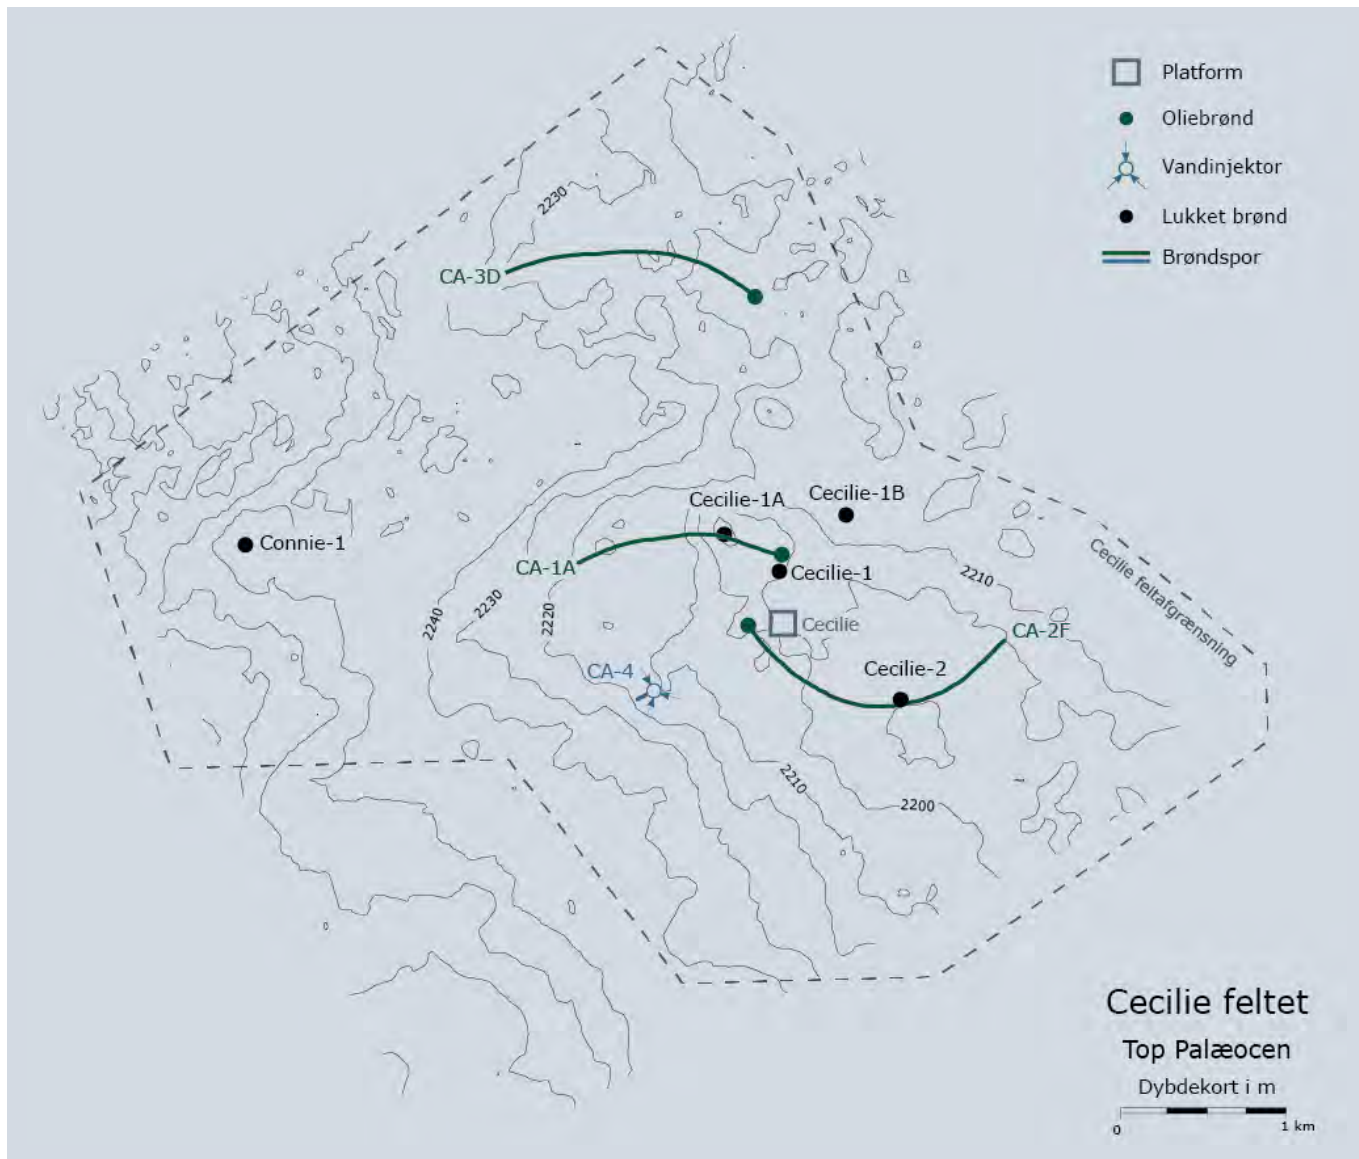 Platform
Oliebrønd
Vandinjektor
Lukket brønd
Brøndspor
2230
CA-3D
Cecilie-1A
Cecilie-1B
Connie-1
CA-1A
Cecilie-1
2210
Cecilie feltafgrænsning
2240
2230
2220
Cecilie
CA-2F
CA-4
Cecilie-2
2210
2200
Cecilie feltet
Top Palæocen
Dybdekort i m
0
1 km